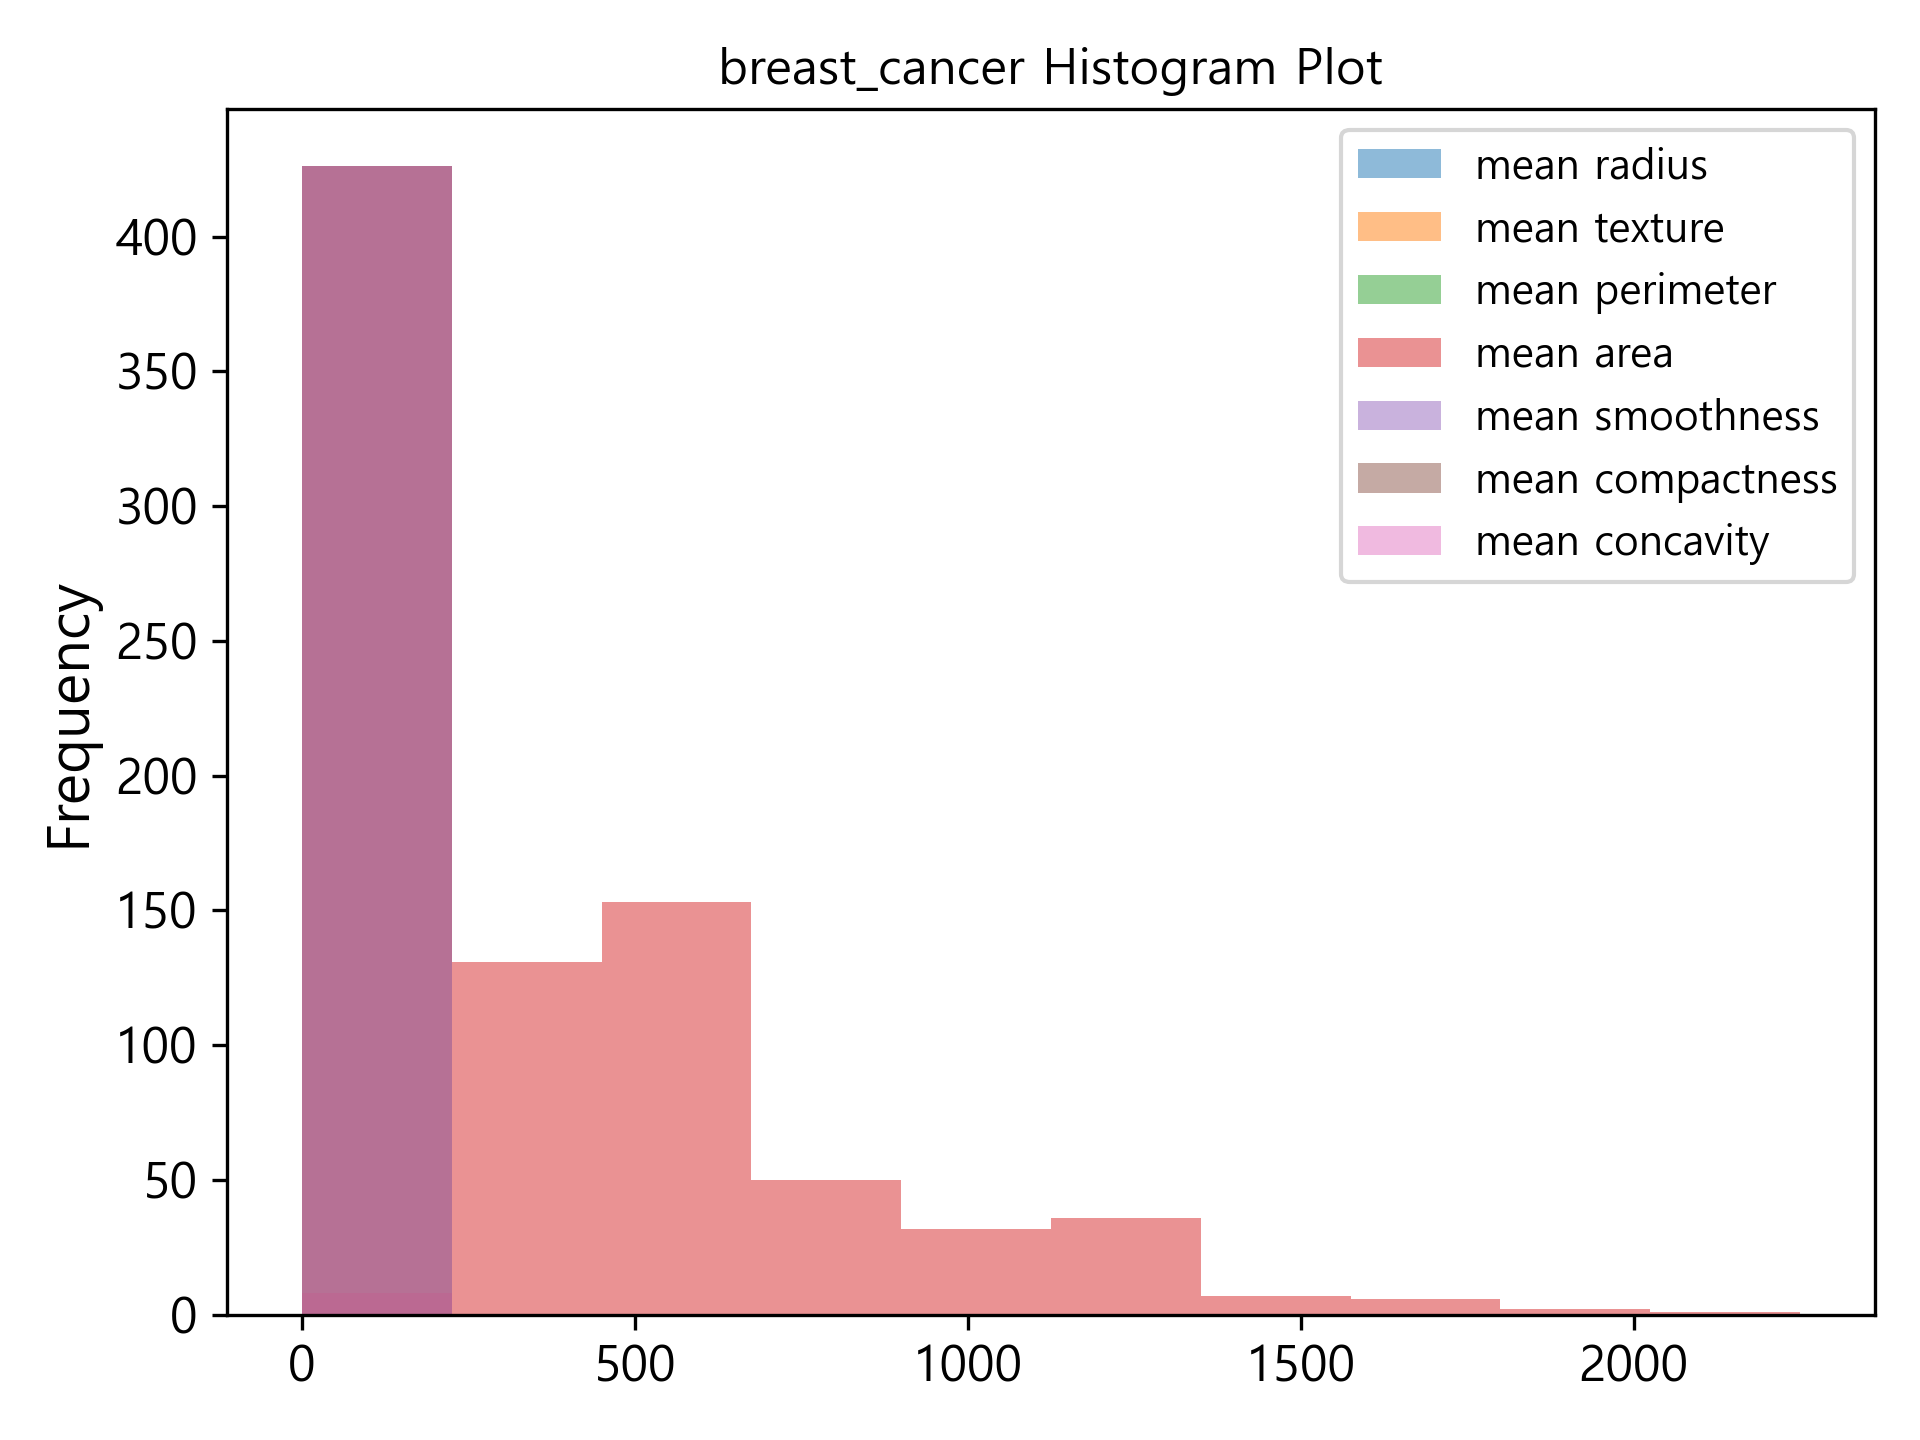 breast_cancer Histogram Plot
mean radius
mean texture
mean perimeter
mean area
mean smoothness
mean compactness
mean concavity
Frequency
400
350
300
250
200
150
100
50
0
0 500 1000 1500 2000